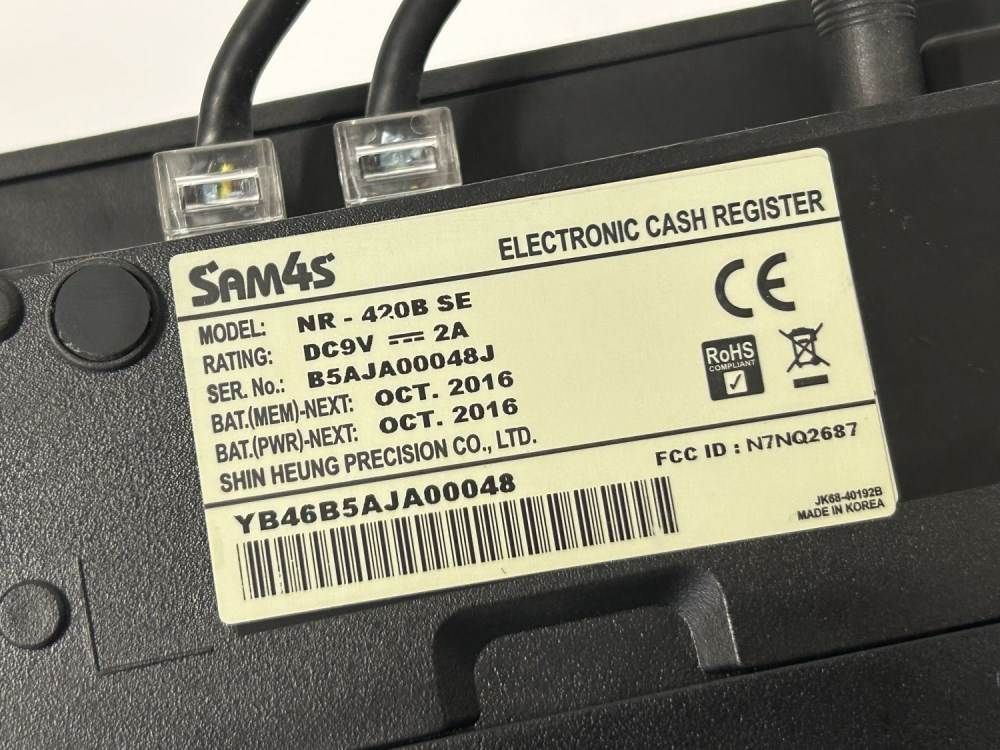 SAM4S
ELECTRONIC CASH REGISTER
MODEL: NR - 420B SE
RATING: DC9V ⎓ 2A
SER. No.: B5AJA00048J
BAT.(MEM)-NEXT: OCT. 2016
BAT.(PWR)-NEXT: OCT. 2016
SHIN HEUNG PRECISION CO., LTD.
CE
RoHS
COMPLIANT
FCC ID : N7NQ2687
YB46B5AJA00048
JK68-40192B
MADE IN KOREA